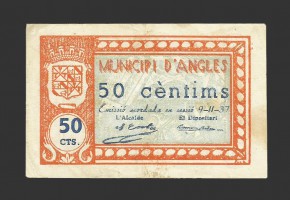 MUNICIPI D'ANGLÈS
50 cèntims
Emissió acordada en sessió 9-11-37
L'Alcalde El Dipositari
50
CTS.